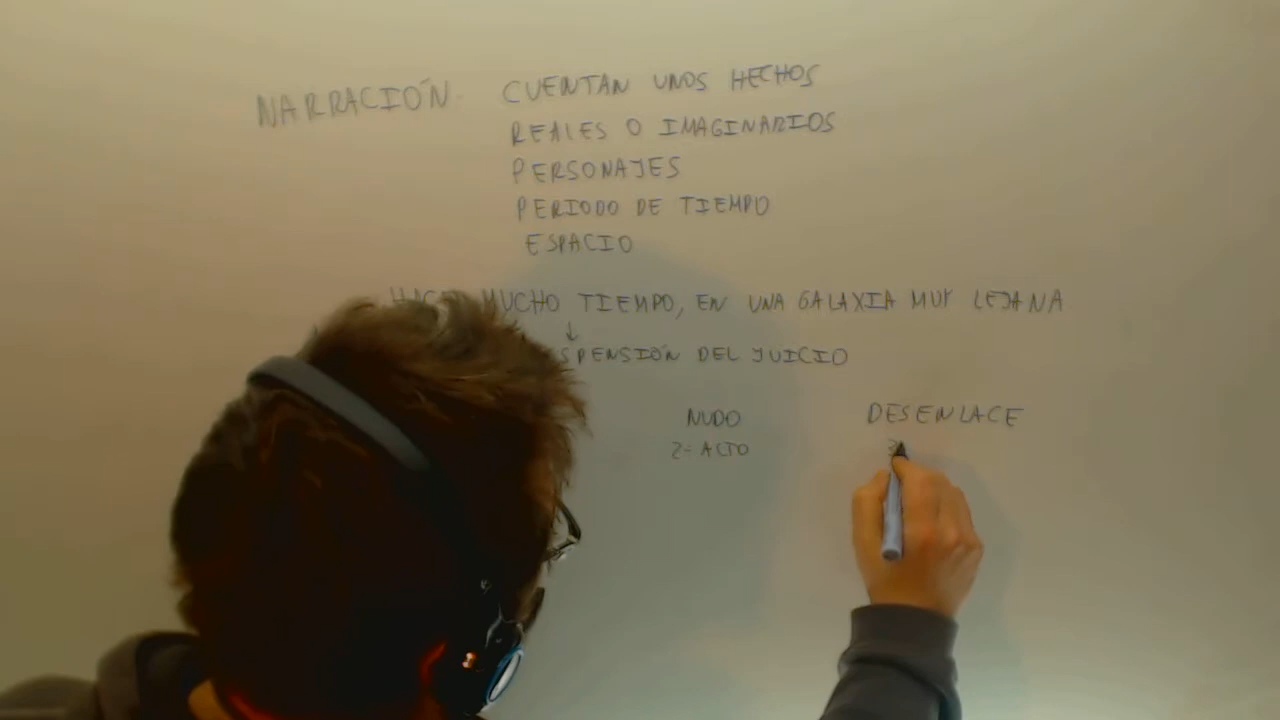 NARRACIÓN. CUENTAN UNOS HECHOS
REALES O IMAGINARIOS
PERSONAJES
PERIODO DE TIEMPO
ESPACIO
MUCHO TIEMPO, EN UNA GALAXIA MUY LEJANA
↓
SPENSIÓN DEL JUICIO
NUDO DESENLACE
2º ACTO